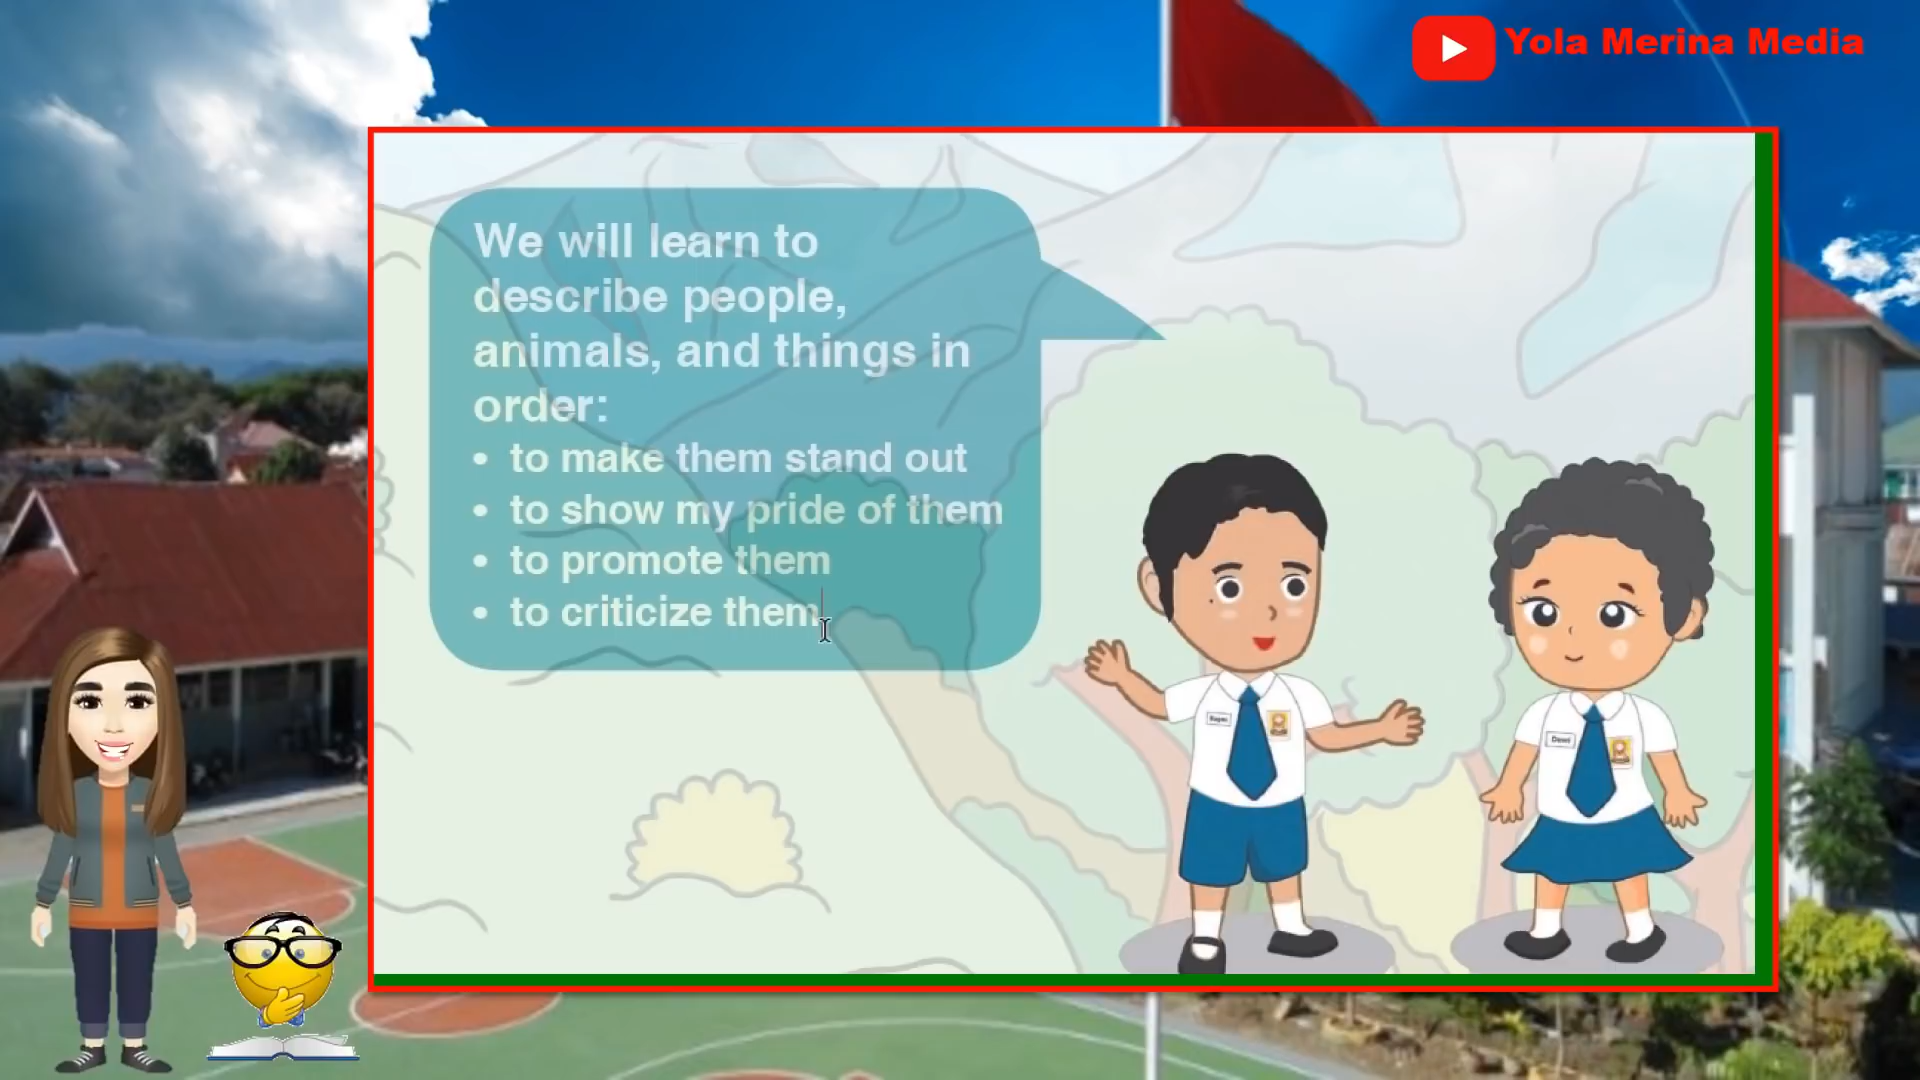 Yola Merina Media
We will learn to
describe people,
animals, and things in
order:
• to make them stand out
• to show my pride of them
• to promote them
• to criticize them
Dewi